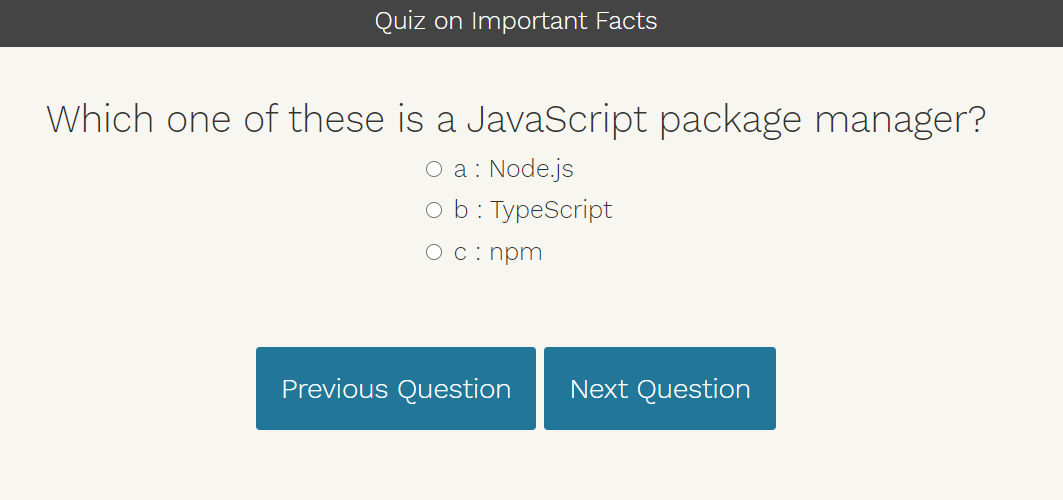 Quiz on Important Facts
Which one of these is a JavaScript package manager?
a : Node.js
b : TypeScript
c : npm
Previous Question
Next Question